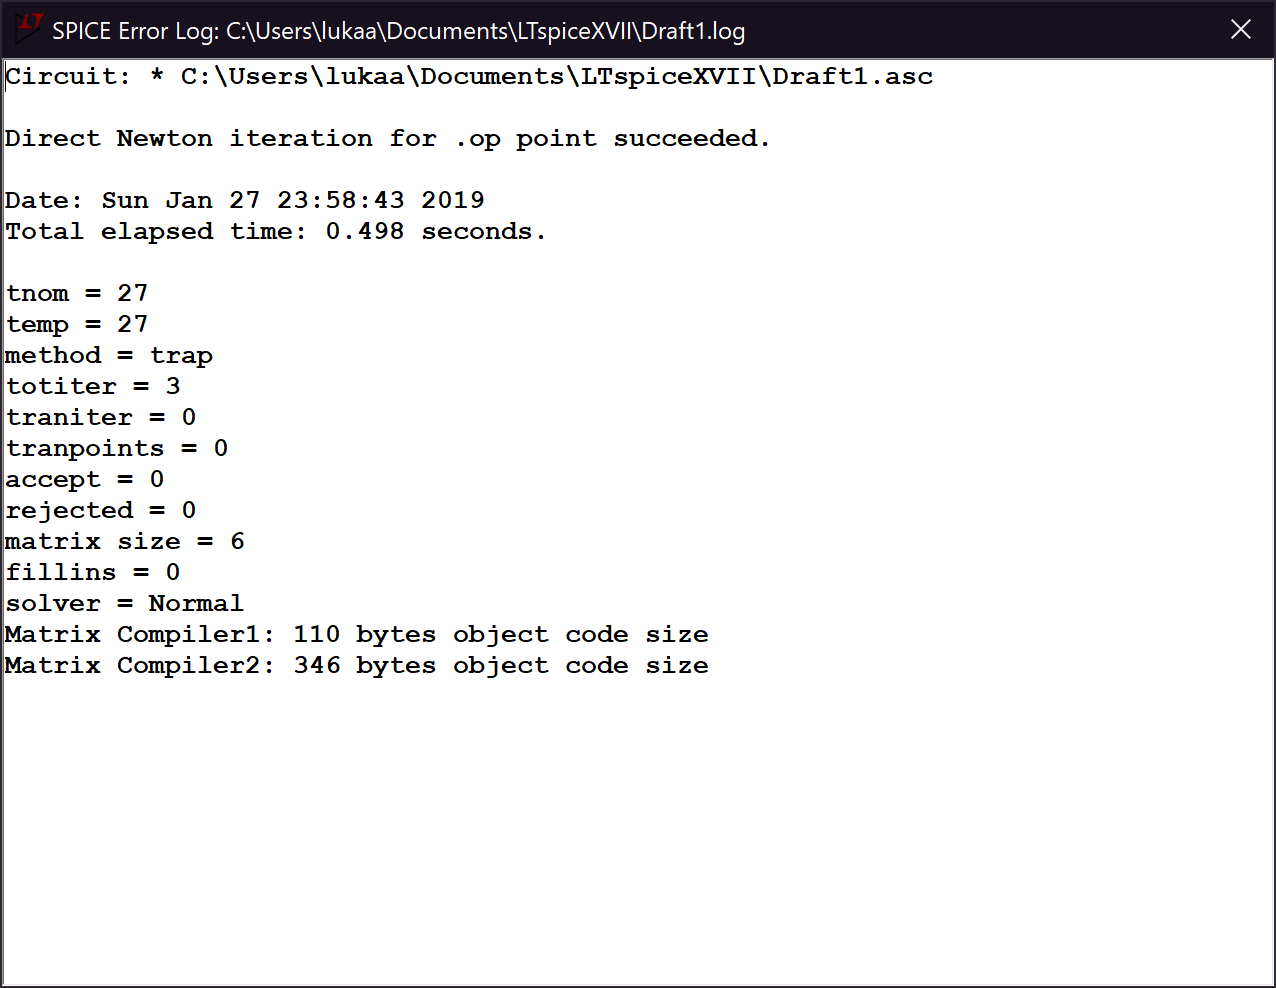 SPICE Error Log: C:\Users\lukaa\Documents\LTspiceXVII\Draft1.log
Circuit: * C:\Users\lukaa\Documents\LTspiceXVII\Draft1.asc
Direct Newton iteration for .op point succeeded.
Date: Sun Jan 27 23:58:43 2019
Total elapsed time: 0.498 seconds.
tnom = 27
temp = 27
method = trap
totiter = 3
traniter = 0
tranpoints = 0
accept = 0
rejected = 0
matrix size = 6
fillins = 0
solver = Normal
Matrix Compiler1: 110 bytes object code size
Matrix Compiler2: 346 bytes object code size